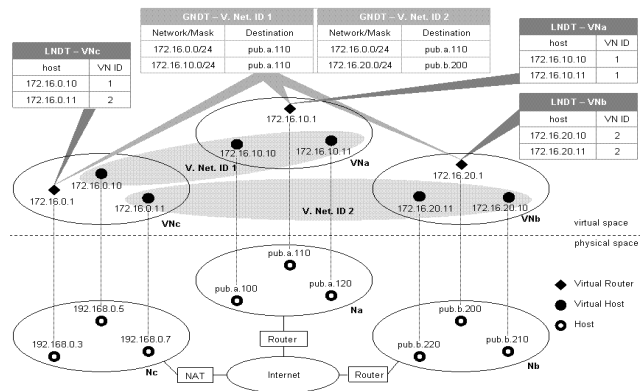 GNDT – V. Net. ID 1
GNDT – V. Net. ID 2
Network/Mask Destination
Network/Mask Destination
172.16.0.0/24 pub.a.110
172.16.0.0/24 pub.a.110
172.16.10.0/24 pub.a.110
172.16.20.0/24 pub.b.200
LNDT – VNa
host VN ID
172.16.10.10 1
172.16.10.11 1
LNDT – VNc
host VN ID
172.16.0.10 1
172.16.0.11 2
LNDT – VNb
host VN ID
172.16.20.10 2
172.16.20.11 2
172.16.10.1
172.16.10.10
172.16.10.11
VNa
V. Net. ID 1
172.16.0.10
172.16.0.1
172.16.0.11
VNc
V. Net. ID 2
172.16.20.1
172.16.20.11
172.16.20.10
VNb
virtual space
physical space
pub.a.110
pub.a.100
pub.a.120
Na
192.168.0.5
192.168.0.3
192.168.0.7
Nc
pub.b.200
pub.b.220
pub.b.210
Nb
Router
NAT
Internet
Router
Virtual Router
Virtual Host
Host